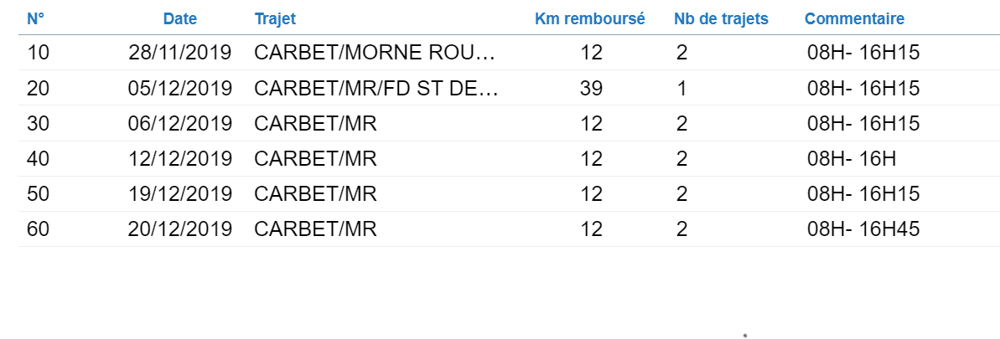 N° Date Trajet Km remboursé Nb de trajets Commentaire
10 28/11/2019 CARBET/MORNE ROU... 12 2 08H- 16H15
20 05/12/2019 CARBET/MR/FD ST DE... 39 1 08H- 16H15
30 06/12/2019 CARBET/MR 12 2 08H- 16H15
40 12/12/2019 CARBET/MR 12 2 08H- 16H
50 19/12/2019 CARBET/MR 12 2 08H- 16H15
60 20/12/2019 CARBET/MR 12 2 08H- 16H45